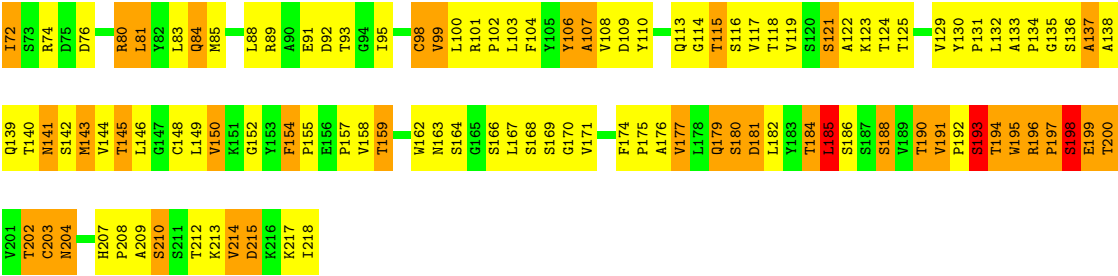 I72 S73 R74 D75 D76 R80 L81 Y82 L83 Q84 M85 L88 R89 A90 E91 D92 T93 G94 I95 C98 V99 L100 R101 P102 L103 F104 Y105 Y106 A107 V108 D109 Y110 Q113 G114 T115 S116 V117 T118 V119 S120 S121 A122 K123 T124 T125 V129 Y130 P131 L132 A133 P134 G135 S136 A137 A138
Q139 T140 N141 S142 M143 V144 T145 L146 G147 C148 L149 V150 K151 G152 Y153 F154 P155 E156 P157 V158 T159 W162 N163 S164 G165 S166 L167 S168 S169 G170 V171 F174 P175 A176 V177 L178 Q179 S180 D181 L182 Y183 T184 L185 S186 S187 S188 V189 T190 V191 P192 S193 T194 W195 R196 P197 S198 E199 T200
V201 T202 C203 N204 H207 P208 A209 S210 S211 T212 K213 V214 D215 K216 K217 I218